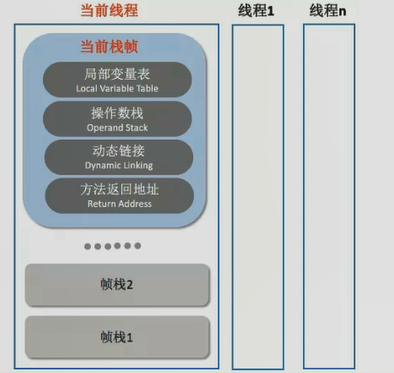 当前线程
线程1
线程n
当前栈帧
局部变量表
Local Variable Table
操作数栈
Operand Stack
动态链接
Dynamic Linking
方法返回地址
Return Address
帧栈2
帧栈1